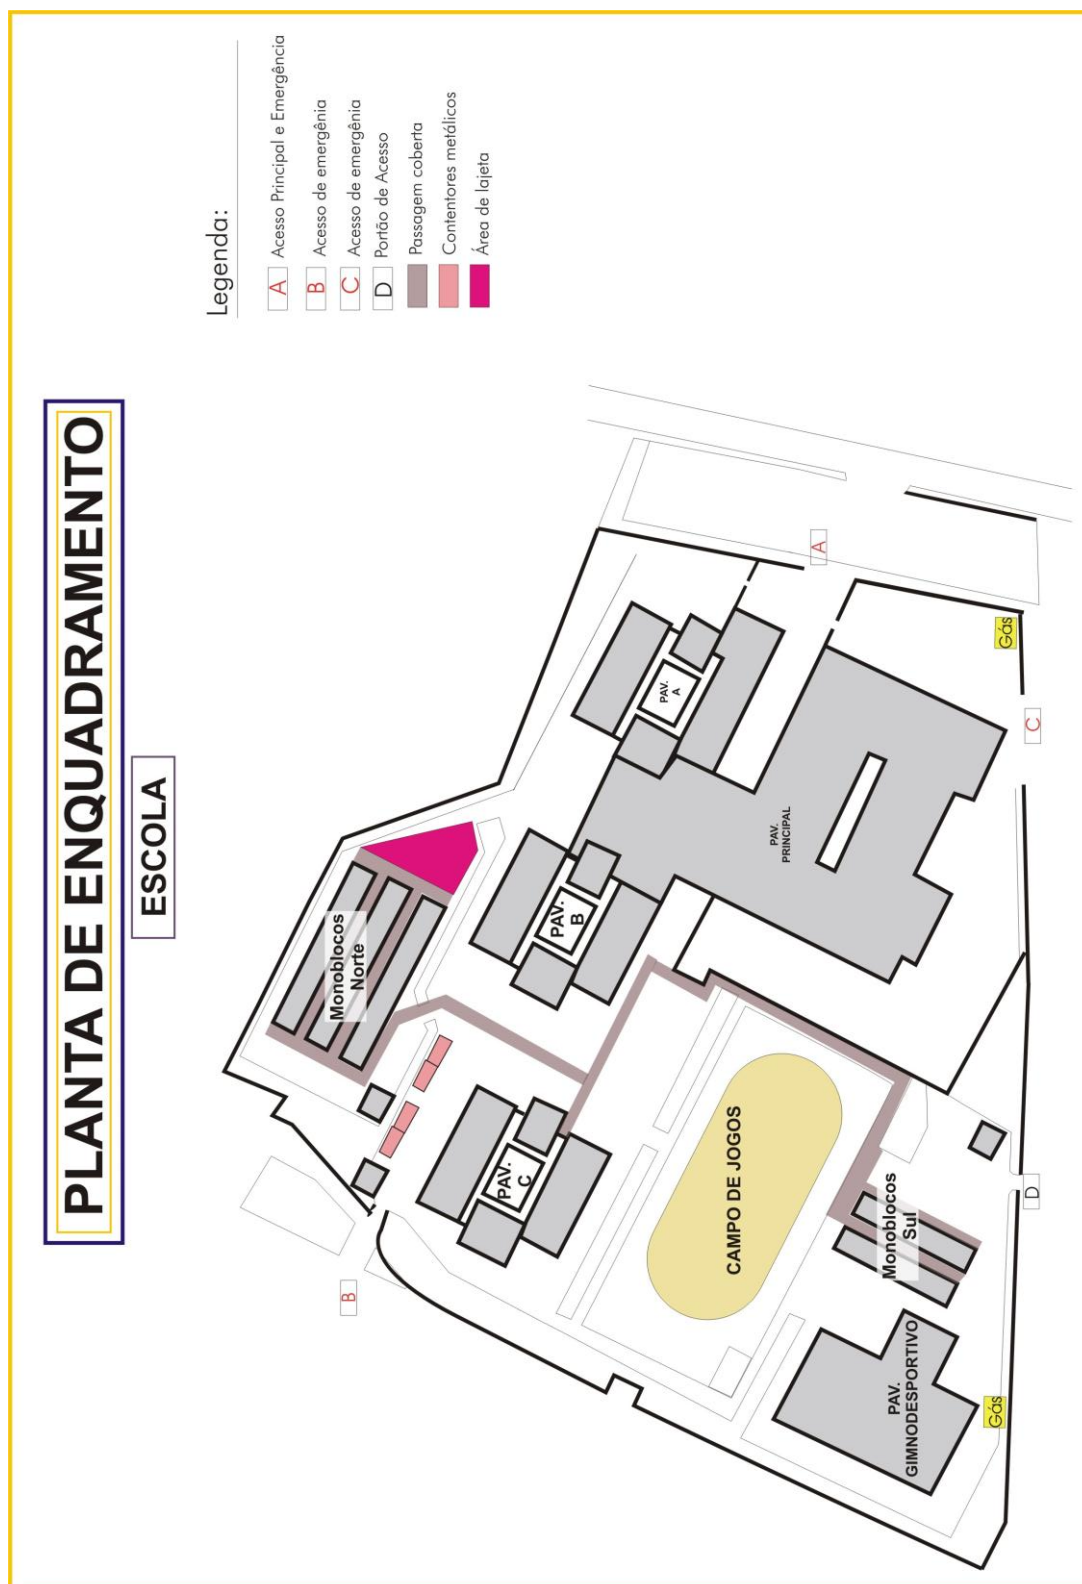 PLANTA DE ENQUADRAMENTO
ESCOLA
Legenda:
A Acesso Principal e Emergência
B Acesso de emergênia
C Acesso de emergênia
D Portão de Acesso
Passagem coberta
Contentores metálicos
Área de lajeta
Monoblocos
Norte
B
PAV.
C
PAV.
B
PAV.
A
A
PAV.
PRINCIPAL
CAMPO DE JOGOS
Monoblocos
Sul
PAV.
GIMNODESPORTIVO
Gás
D
C
Gás